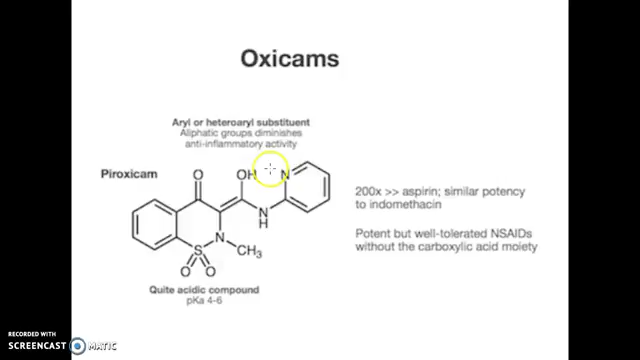 Oxicams
Aryl or heteroaryl substituent
Aliphatic groups diminishes
anti-inflammatory activity
Piroxicam
O
OH
N
N
H
N
CH3
S
O
O
200x >> aspirin; similar potency
to indomethacin
Potent but well-tolerated NSAIDs
without the carboxylic acid moiety
Quite acidic compound
pKa 4-6
RECORDED WITH
SCREENCAST MATIC